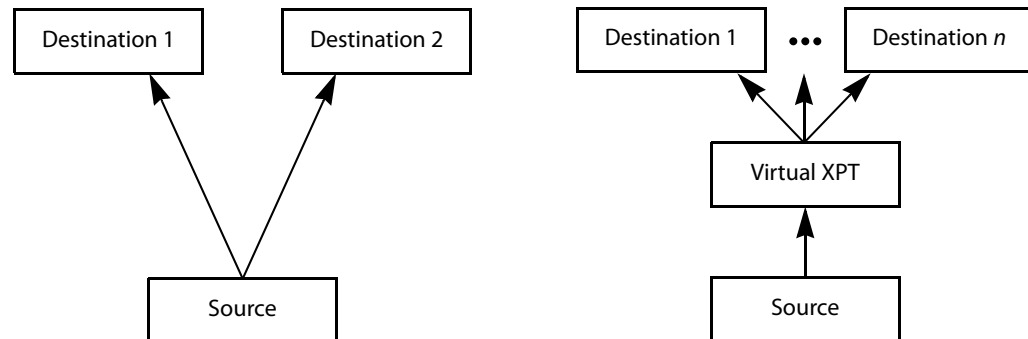 Destination 1
Destination 2
Source
Destination 1
•••
Destination n
Virtual XPT
Source